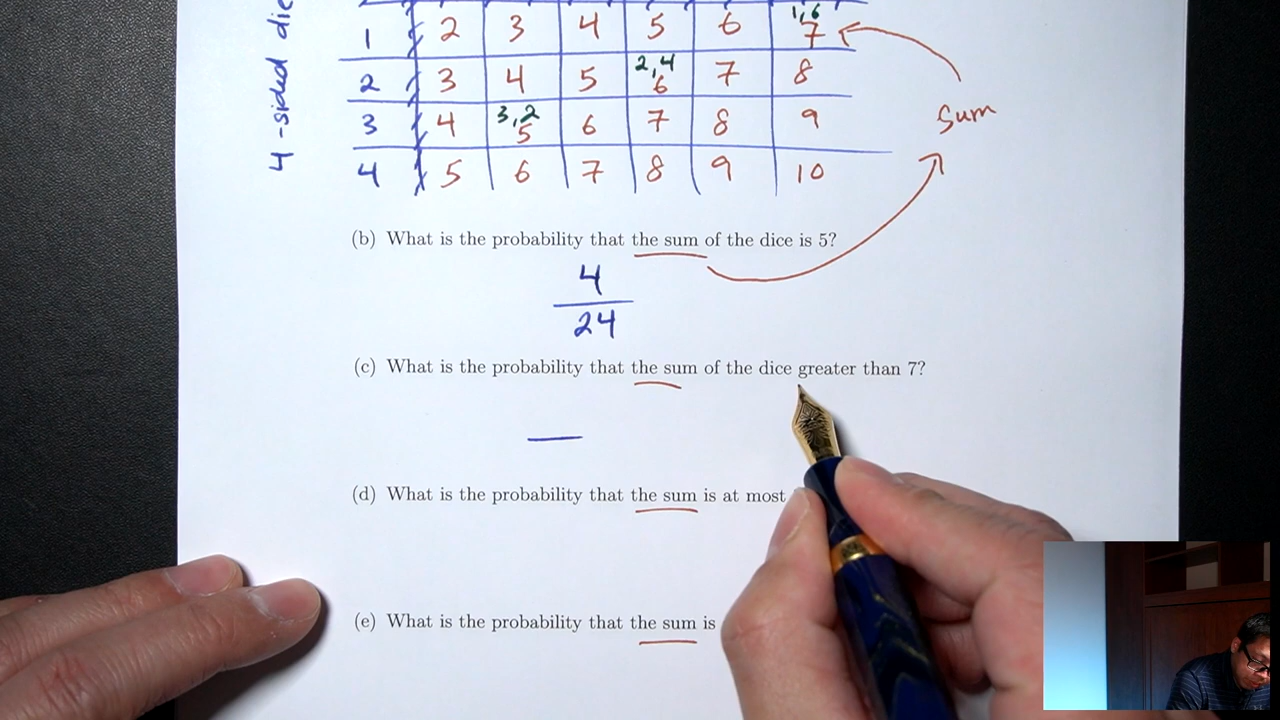 4-sided die
1 2 3 4 5 6 1,6 7
2 3 4 5 2,4 6 7 8
3 4 3,2 5 6 7 8 9
4 5 6 7 8 9 10
Sum
(b) What is the probability that the sum of the dice is 5?
4
24
(c) What is the probability that the sum of the dice greater than 7?
(d) What is the probability that the sum is at most
(e) What is the probability that the sum is